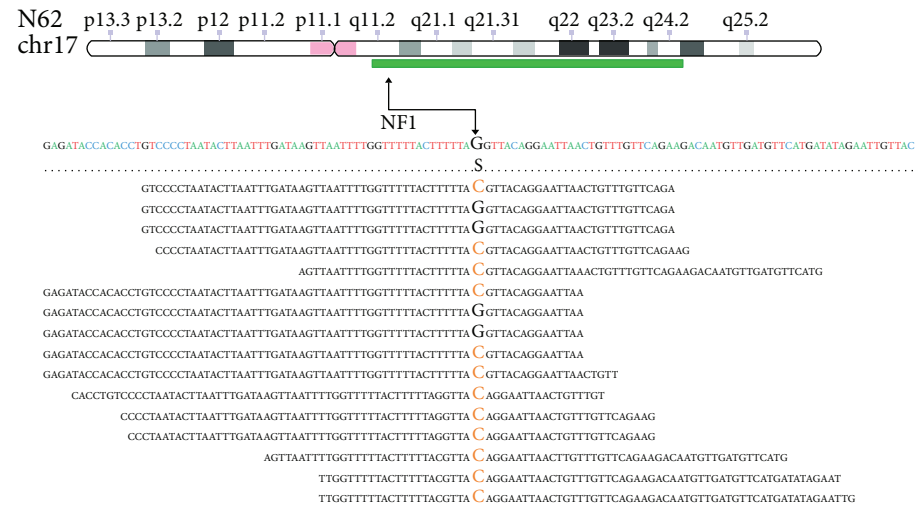 N62 p13.3 p13.2 p12 p11.2 p11.1 q11.2 q21.1 q21.31 q22 q23.2 q24.2 q25.2
chr17
NF1
GAGATACCACACCTGTCCCCTAATACTTAATTTGATAAGTTAATTTTGGTTTTTACTTTTTAGGTTACAGGAATTAACTGTTTGTTCAGAAGACAATGTTGATGTTCATGATATAGAATTGTTAC
S
GTCCCCTAATACTTAATTTGATAAGTTAATTTTGGTTTTTACTTTTTACGTTACAGGAATTAACTGTTTGTTCAGA
GTCCCCTAATACTTAATTTGATAAGTTAATTTTGGTTTTTACTTTTTAGGTTACAGGAATTAACTGTTTGTTCAGA
GTCCCCTAATACTTAATTTGATAAGTTAATTTTGGTTTTTACTTTTTAGGTTACAGGAATTAACTGTTTGTTCAGA
CCCCTAATACTTAATTTGATAAGTTAATTTTGGTTTTTACTTTTTACGTTACAGGAATTAACTGTTTGTTCAGAAG
AGTTAATTTTGGTTTTTACTTTTTACGTTACAGGAATTAAACTGTTTGTTCAGAAGACAATGTTGATGTTCATG
GAGATACCACACCTGTCCCCTAATACTTAATTTGATAAGTTAATTTTGGTTTTTACTTTTTACGTTACAGGAATTAA
GAGATACCACACCTGTCCCCTAATACTTAATTTGATAAGTTAATTTTGGTTTTTACTTTTTAGGTTACAGGAATTAA
GAGATACCACACCTGTCCCCTAATACTTAATTTGATAAGTTAATTTTGGTTTTTACTTTTTAGGTTACAGGAATTAA
GAGATACCACACCTGTCCCCTAATACTTAATTTGATAAGTTAATTTTGGTTTTTACTTTTTACGTTACAGGAATTAA
GAGATACCACACCTGTCCCCTAATACTTAATTTGATAAGTTAATTTTGGTTTTTACTTTTTACGTTACAGGAATTAACTGTT
CACCTGTCCCCTAATACTTAATTTGATAAGTTAATTTTGGTTTTTACTTTTTAGGTTACAGGAATTAACTGTTTGT
CCCCTAATACTTAATTTGATAAGTTAATTTTGGTTTTTACTTTTTAGGTTACAGGAATTAACTGTTTGTTCAGAAG
CCCTAATACTTAATTTGATAAGTTAATTTTGGTTTTTACTTTTTAGGTTACAGGAATTAACTGTTTGTTCAGAAG
AGTTAATTTTGGTTTTTACTTTTTACGTTACAGGAATTAACTTGTTTGTTCAGAAGACAATGTTGATGTTCATG
TTGGTTTTTACTTTTTACGTTACAGGAATTAACTGTTTGTTCAGAAGACAATGTTGATGTTCATGATATAGAAT
TTGGTTTTTACTTTTTACGTTACAGGAATTAACTGTTTGTTCAGAAGACAATGTTGATGTTCATGATATAGAATTG